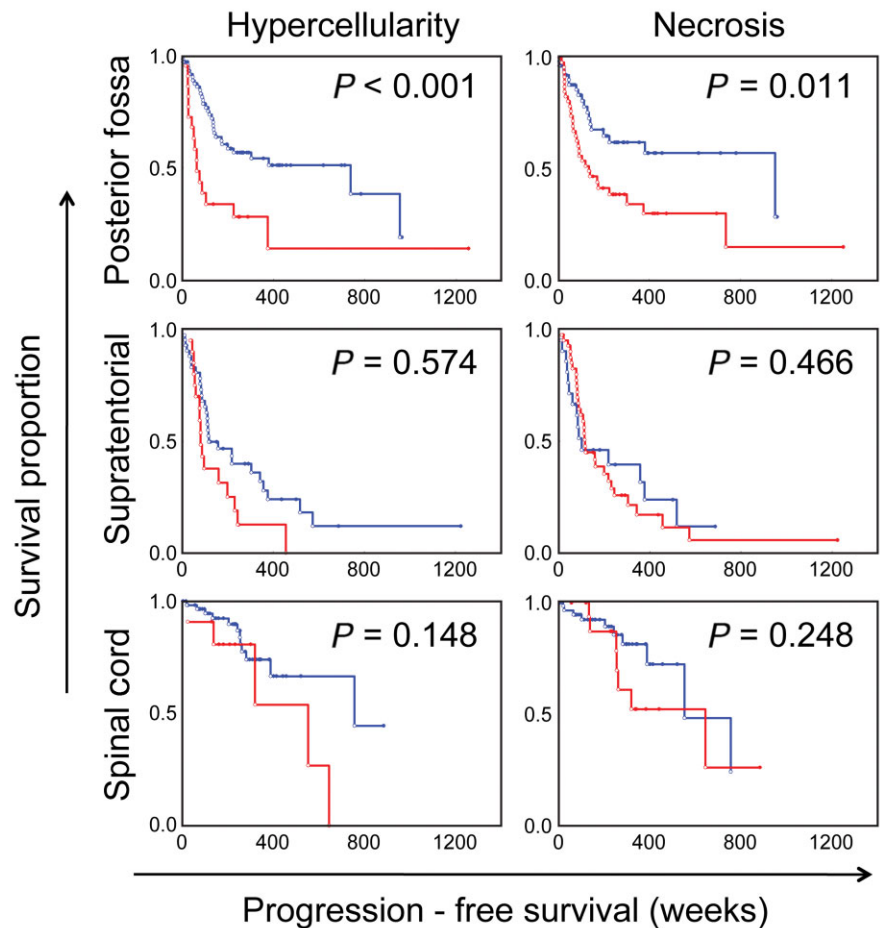 Hypercellularity
Necrosis
Survival proportion
Posterior fossa
1.0
0.5
0.0
P < 0.001
0 400 800 1200
1.0
0.5
0.0
P = 0.011
0 400 800 1200
Supratentorial
1.0
0.5
0.0
P = 0.574
0 400 800 1200
1.0
0.5
0.0
P = 0.466
0 400 800 1200
Spinal cord
1.0
0.5
0.0
P = 0.148
0 400 800 1200
1.0
0.5
0.0
P = 0.248
0 400 800 1200
Progression - free survival (weeks)